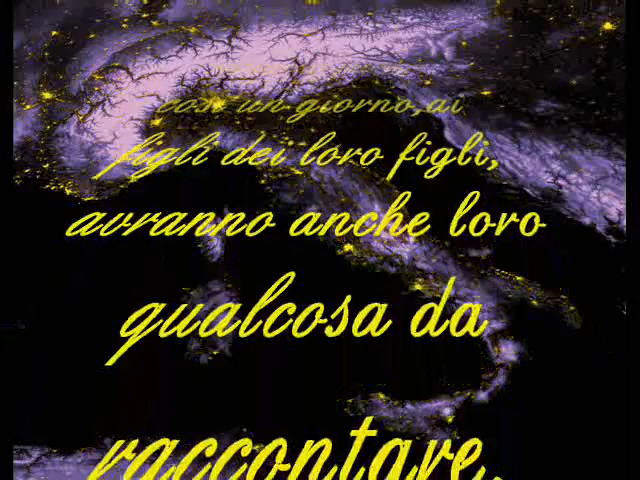 così un giorno,ai
figli dei loro figli,
avranno anche loro
qualcosa da
raccontare.